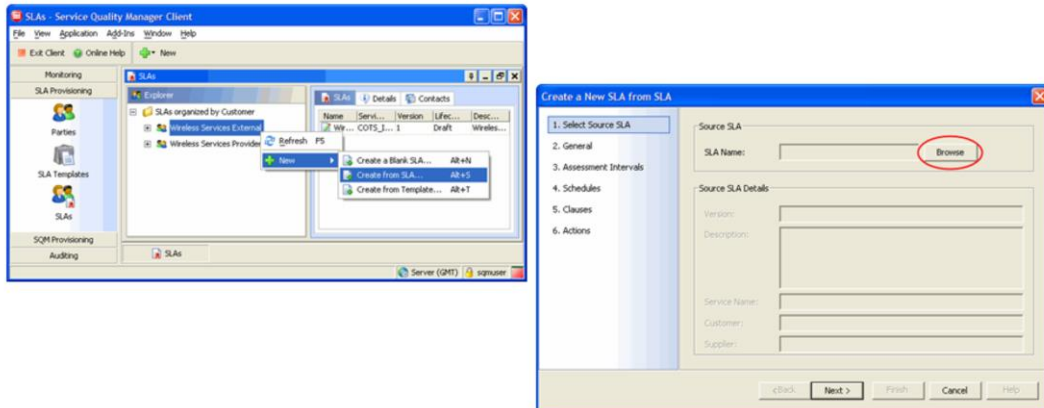 SLAs - Service Quality Manager Client
File View Application Add-Ins Window Help
Exit Client Online Help New
Monitoring
SLA Provisioning
Parties
SLA Templates
SLAs
SQM Provisioning
Auditing
SLAs
Explorer
SLAs organized by Customer
Wireless Services External
Wireless Services Provider
Refresh F5
New
Create a Blank SLA... Alt+N
Create from SLA... Alt+S
Create from Template... Alt+T
SLAs Details Contacts
Name Servi... Version Lifec... Desc...
Wir... COTS_I... 1 Draft Wireles...
SLAs
Server (GMT) sqmuser
Create a New SLA from SLA
1. Select Source SLA
2. General
3. Assessment Intervals
4. Schedules
5. Clauses
6. Actions
Source SLA
SLA Name: Browse
Source SLA Details
Version:
Description:
Service Name:
Customer:
Supplier:
<Back Next > Finish Cancel Help